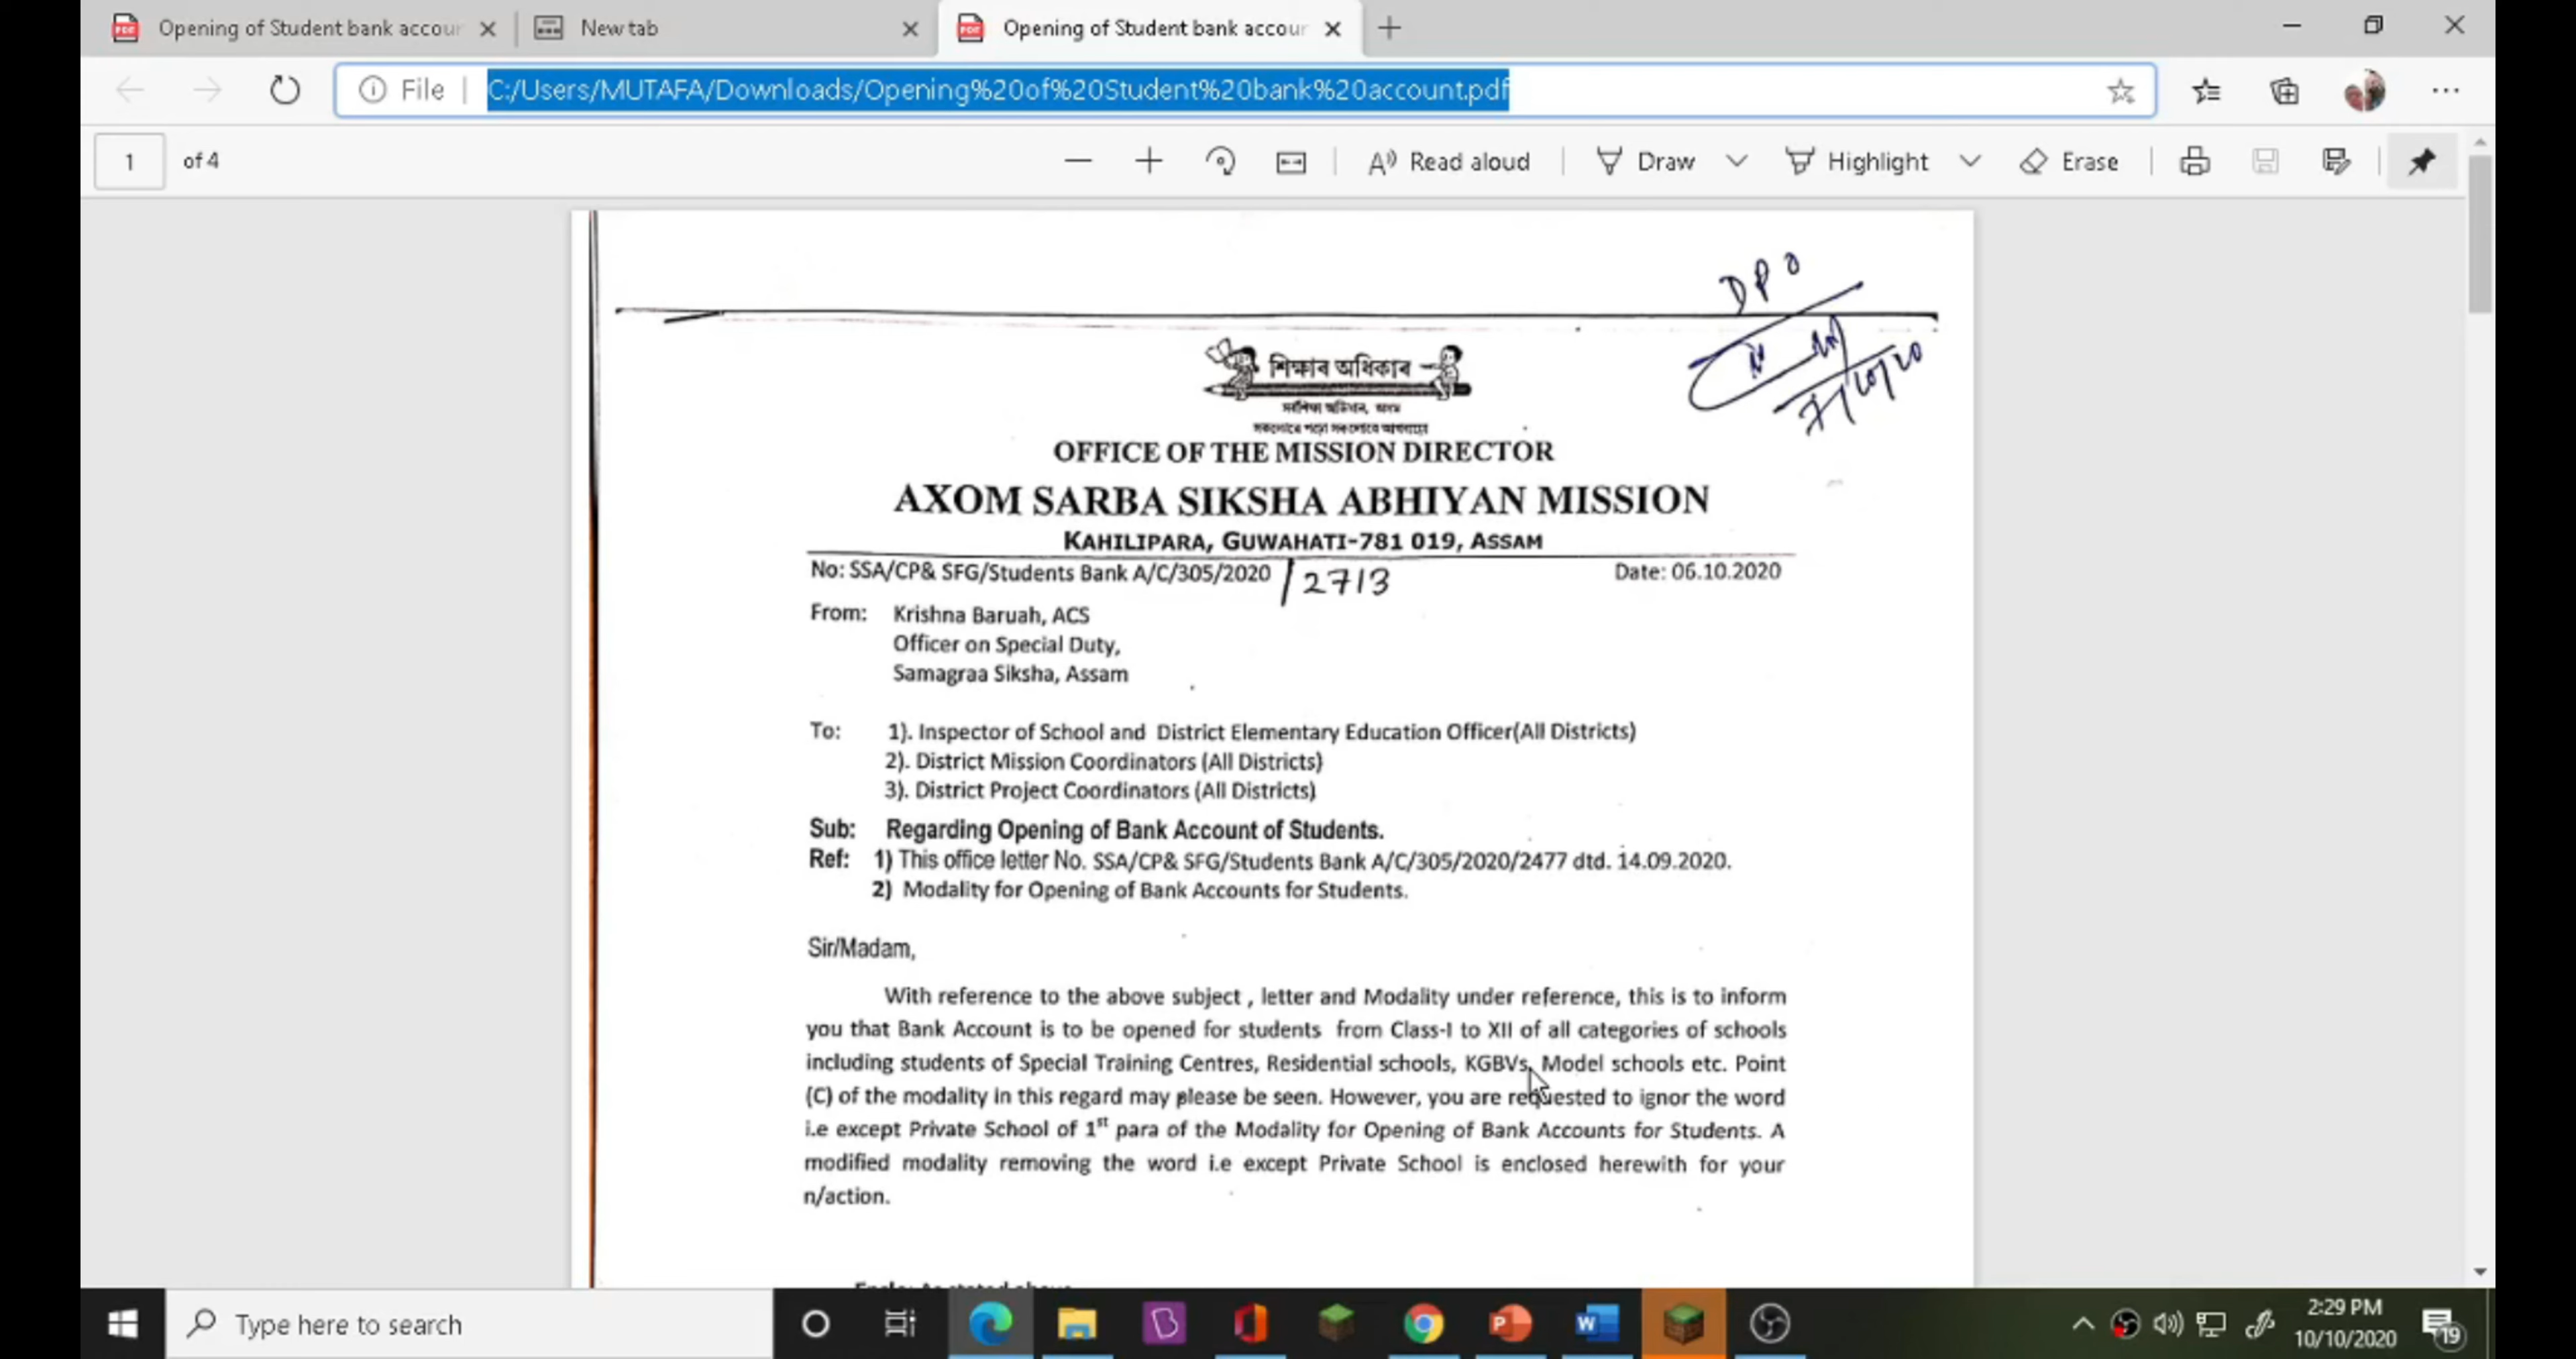 Opening of Student bank accour
New tab
Opening of Student bank accour
File
C:/Users/MUTAFA/Downloads/Opening%20of%20Student%20bank%20account.pdf
1 of 4
Read aloud
Draw
Highlight
Erase
DPO
7/10/20
শিক্ষাৰ অধিকাৰ
সৰ্বশিক্ষা অভিযান, অসম
OFFICE OF THE MISSION DIRECTOR
AXOM SARBA SIKSHA ABHIYAN MISSION
KAHILIPARA, GUWAHATI-781 019, ASSAM
No: SSA/CP& SFG/Students Bank A/C/305/2020 /2713 Date: 06.10.2020
From: Krishna Baruah, ACS
Officer on Special Duty,
Samagraa Siksha, Assam
To: 1). Inspector of School and District Elementary Education Officer(All Districts)
2). District Mission Coordinators (All Districts)
3). District Project Coordinators (All Districts)
Sub: Regarding Opening of Bank Account of Students.
Ref: 1) This office letter No. SSA/CP& SFG/Students Bank A/C/305/2020/2477 dtd. 14.09.2020.
2) Modality for Opening of Bank Accounts for Students.
Sir/Madam,
With reference to the above subject , letter and Modality under reference, this is to inform
you that Bank Account is to be opened for students from Class-I to XII of all categories of schools
including students of Special Training Centres, Residential schools, KGBVs, Model schools etc. Point
(C) of the modality in this regard may please be seen. However, you are requested to ignor the word
i.e except Private School of 1st para of the Modality for Opening of Bank Accounts for Students. A
modified modality removing the word i.e except Private School is enclosed herewith for your
n/action.
Type here to search
2:29 PM
10/10/2020
19